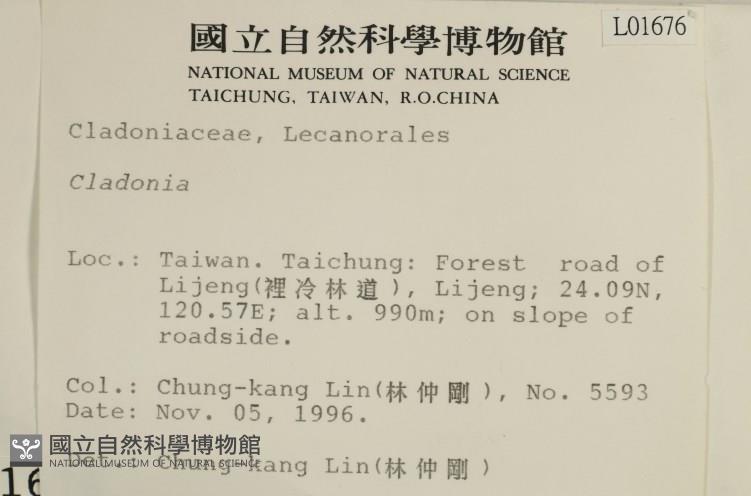 L01676
國立自然科學博物館
NATIONAL MUSEUM OF NATURAL SCIENCE
TAICHUNG, TAIWAN, R.O.CHINA
Cladoniaceae, Lecanorales
Cladonia
Loc.: Taiwan. Taichung: Forest road of
Lijeng(裡冷林道), Lijeng; 24.09N,
120.57E; alt. 990m; on slope of
roadside.
Col.: Chung-kang Lin(林仲剛), No. 5593
Date: Nov. 05, 1996.
國立自然科學博物館
NATIONAL MUSEUM OF NATURAL SCIENCE
Det.: Chung-kang Lin(林仲剛)
16